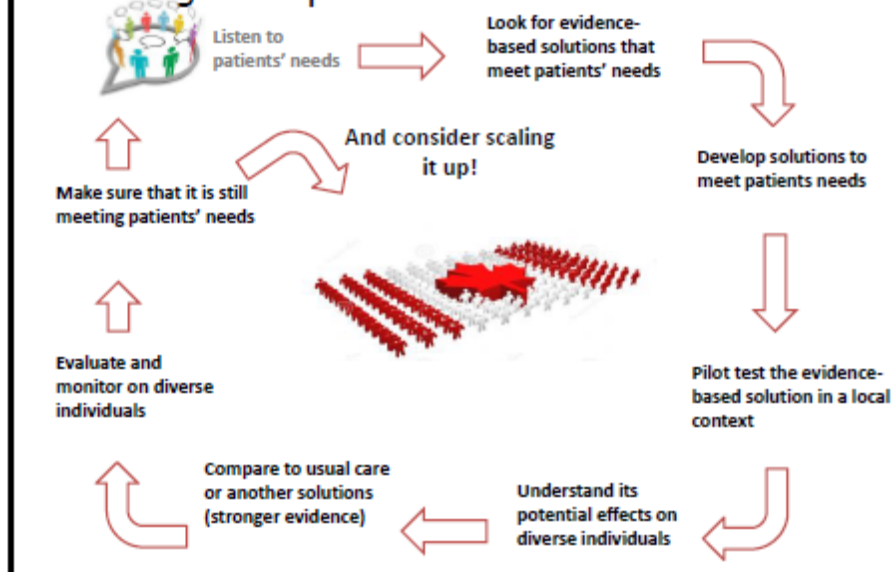 Listen to
patients' needs
Look for evidence-
based solutions that
meet patients' needs
Develop solutions to
meet patients needs
Pilot test the evidence-
based solution in a local
context
Understand its
potential effects on
diverse individuals
Compare to usual care
or another solutions
(stronger evidence)
Evaluate and
monitor on diverse
individuals
Make sure that it is still
meeting patients' needs
And consider scaling
it up!